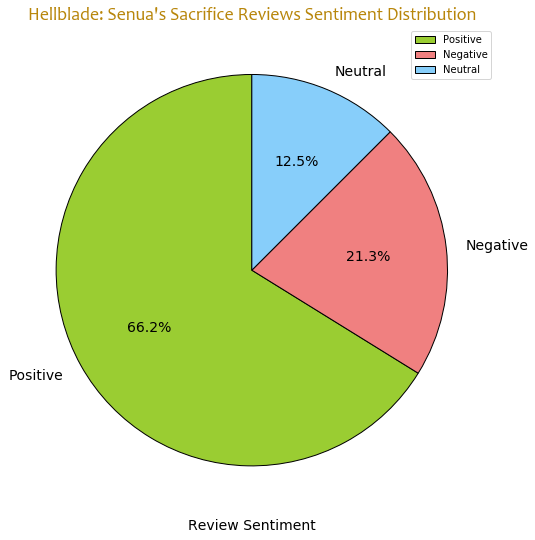 Hellblade: Senua's Sacrifice Reviews Sentiment Distribution
Positive
Negative
Neutral
Neutral
12.5%
Negative
21.3%
66.2%
Positive
Review Sentiment